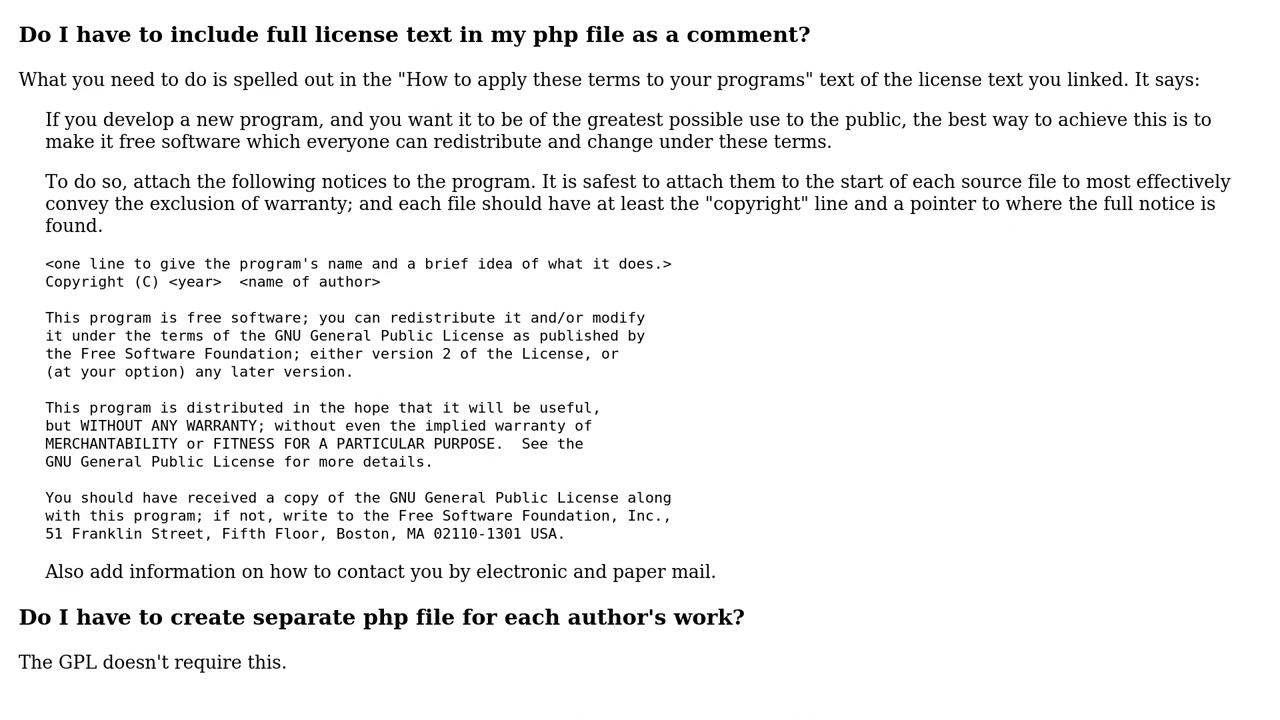 Do I have to include full license text in my php file as a comment?
What you need to do is spelled out in the "How to apply these terms to your programs" text of the license text you linked. It says:
If you develop a new program, and you want it to be of the greatest possible use to the public, the best way to achieve this is to
make it free software which everyone can redistribute and change under these terms.
To do so, attach the following notices to the program. It is safest to attach them to the start of each source file to most effectively
convey the exclusion of warranty; and each file should have at least the "copyright" line and a pointer to where the full notice is
found.
<one line to give the program's name and a brief idea of what it does.>
Copyright (C) <year>  <name of author>
This program is free software; you can redistribute it and/or modify
it under the terms of the GNU General Public License as published by
the Free Software Foundation; either version 2 of the License, or
(at your option) any later version.
This program is distributed in the hope that it will be useful,
but WITHOUT ANY WARRANTY; without even the implied warranty of
MERCHANTABILITY or FITNESS FOR A PARTICULAR PURPOSE.  See the
GNU General Public License for more details.
You should have received a copy of the GNU General Public License along
with this program; if not, write to the Free Software Foundation, Inc.,
51 Franklin Street, Fifth Floor, Boston, MA 02110-1301 USA.
Also add information on how to contact you by electronic and paper mail.
Do I have to create separate php file for each author's work?
The GPL doesn't require this.